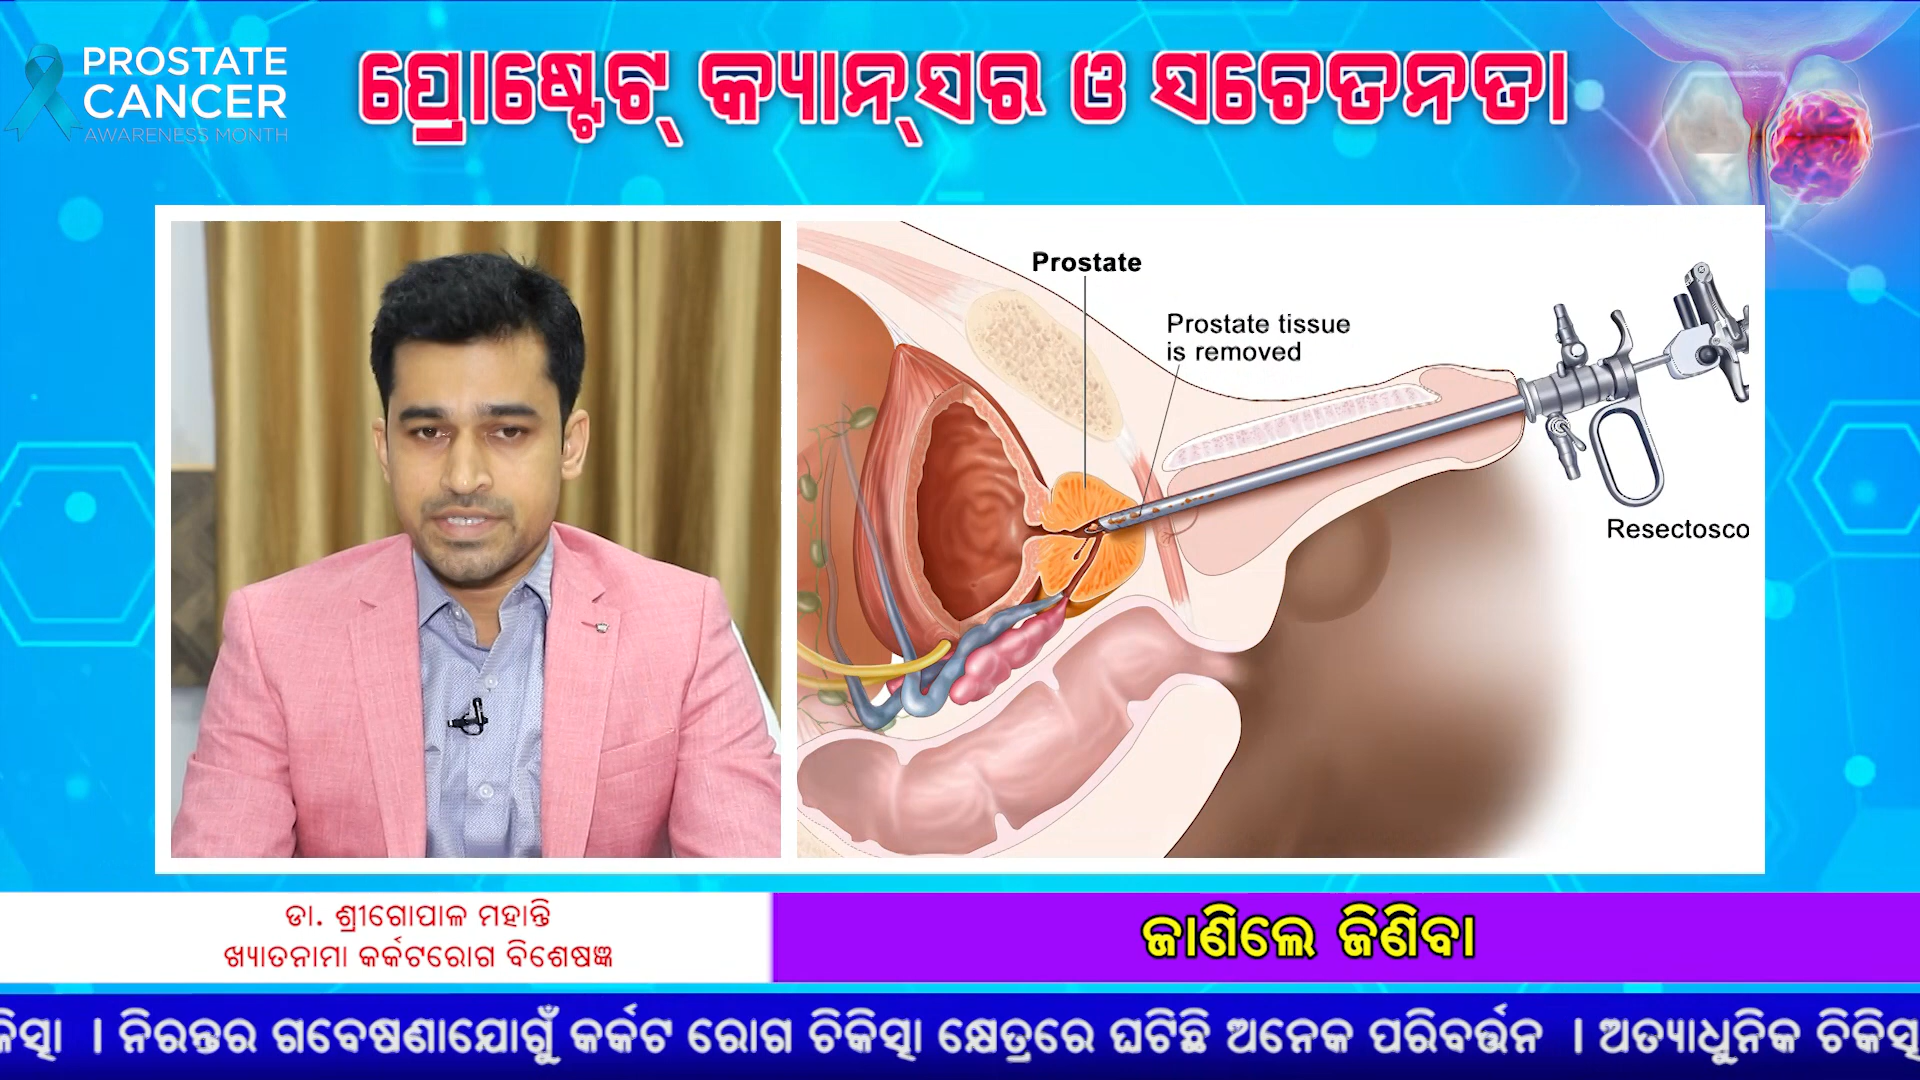 PROSTATE
CANCER
AWARENESS MONTH
ପ୍ରୋଷ୍ଟେଟ୍ କ୍ୟାନ୍‌ସର ଓ ସଚେତନତା
Prostate
Prostate tissue
is removed
Resectosco
ଡା. ଶ୍ରୀଗୋପାଳ ମହାନ୍ତି
ଖ୍ୟାତନାମା କର୍କଟରୋଗ ବିଶେଷଜ୍ଞ
ଜାଣିଲେ ଜିଣିବା
। ନିରନ୍ତର ଗବେଷଣାଯୋଗୁଁ କର୍କଟ ରୋଗ ଚିକିତ୍ସା କ୍ଷେତ୍ରରେ ଘଟିଛି ଅନେକ ପରିବର୍ତ୍ତନ । ଅତ୍ୟାଧୁନିକ